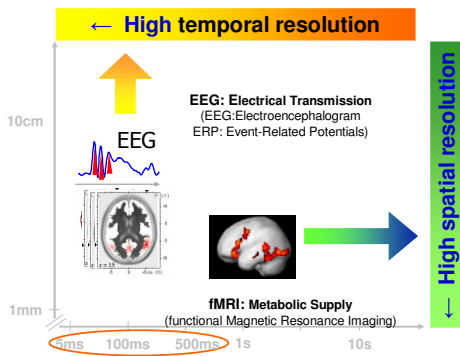 ← High temporal resolution
EEG: Electrical Transmission
(EEG:Electroencephalogram
ERP: Event-Related Potentials)
10cm
EEG
← High spatial resolution
fMRI: Metabolic Supply
(functional Magnetic Resonance Imaging)
1mm
5ms 100ms 500ms 1s 10s